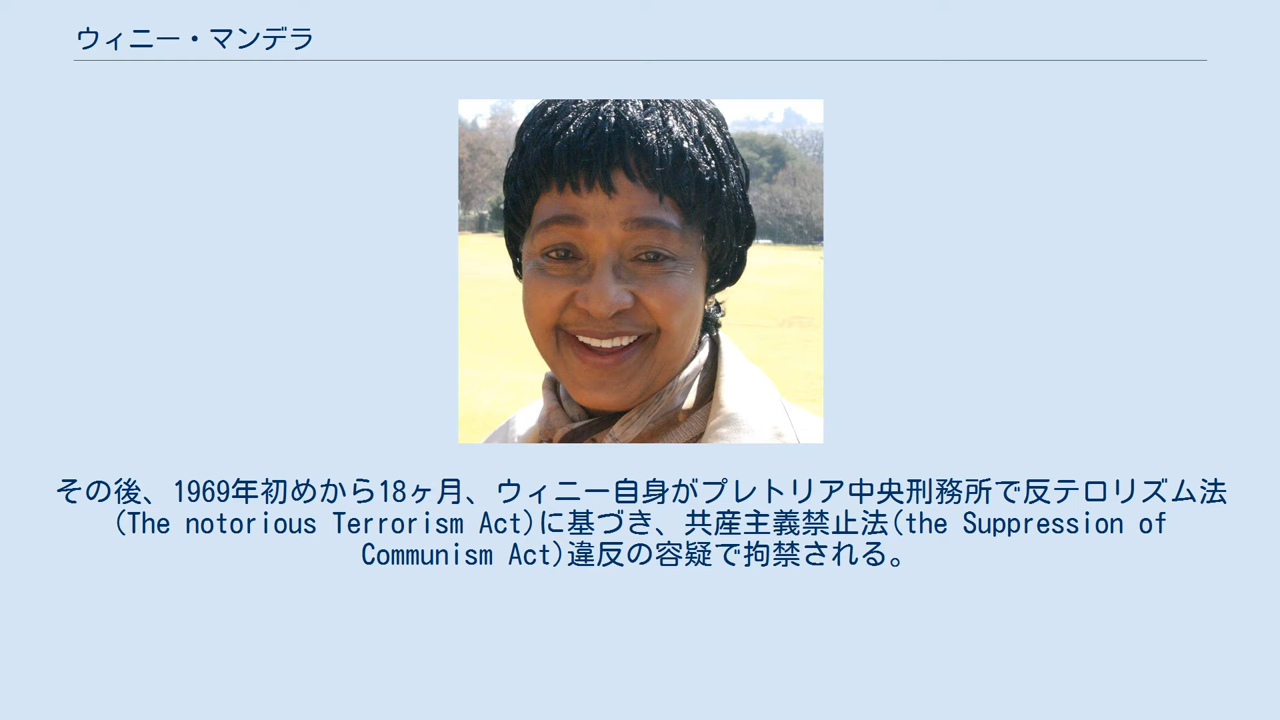 ウィニー・マンデラ
その後、1969年初めから18ヶ月、ウィニー自身がプレトリア中央刑務所で反テロリズム法
(The notorious Terrorism Act)に基づき、共産主義禁止法(the Suppression of
Communism Act)違反の容疑で拘禁される。